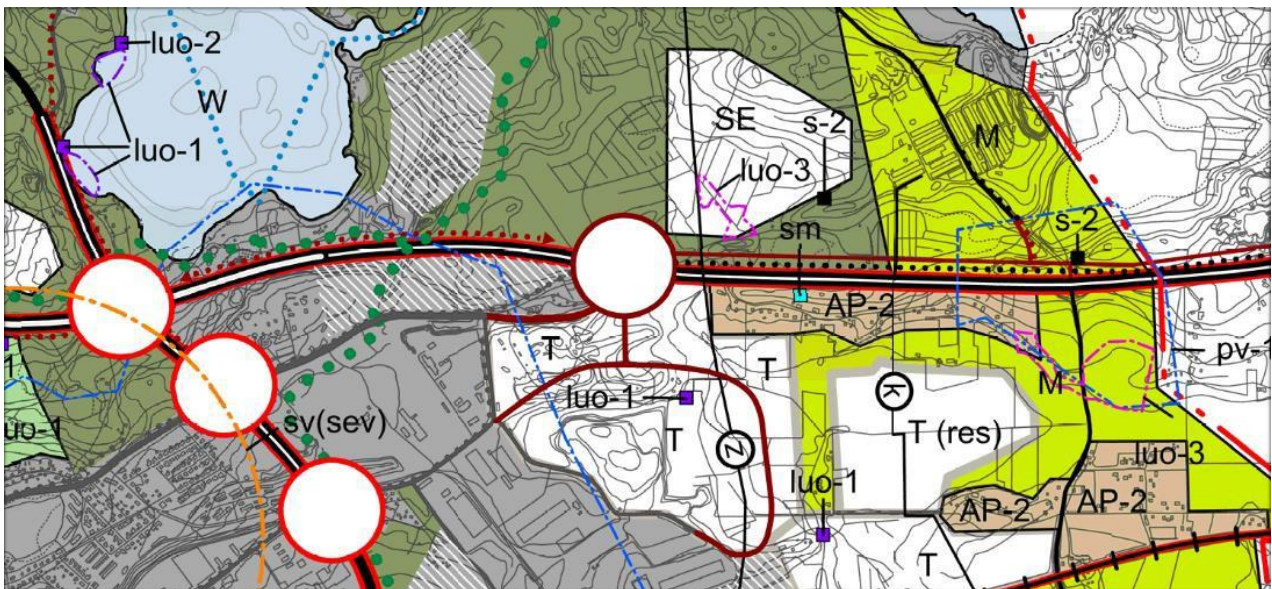 luo-2
W
luo-1
SE
s-2
luo-3
M
sm
s-2
AP-2
pv-1
T
T
luo-1
T
M
k
T (res)
z
sv(sev)
uo-1
luo-1
luo-3
AP-2
AP-2
T